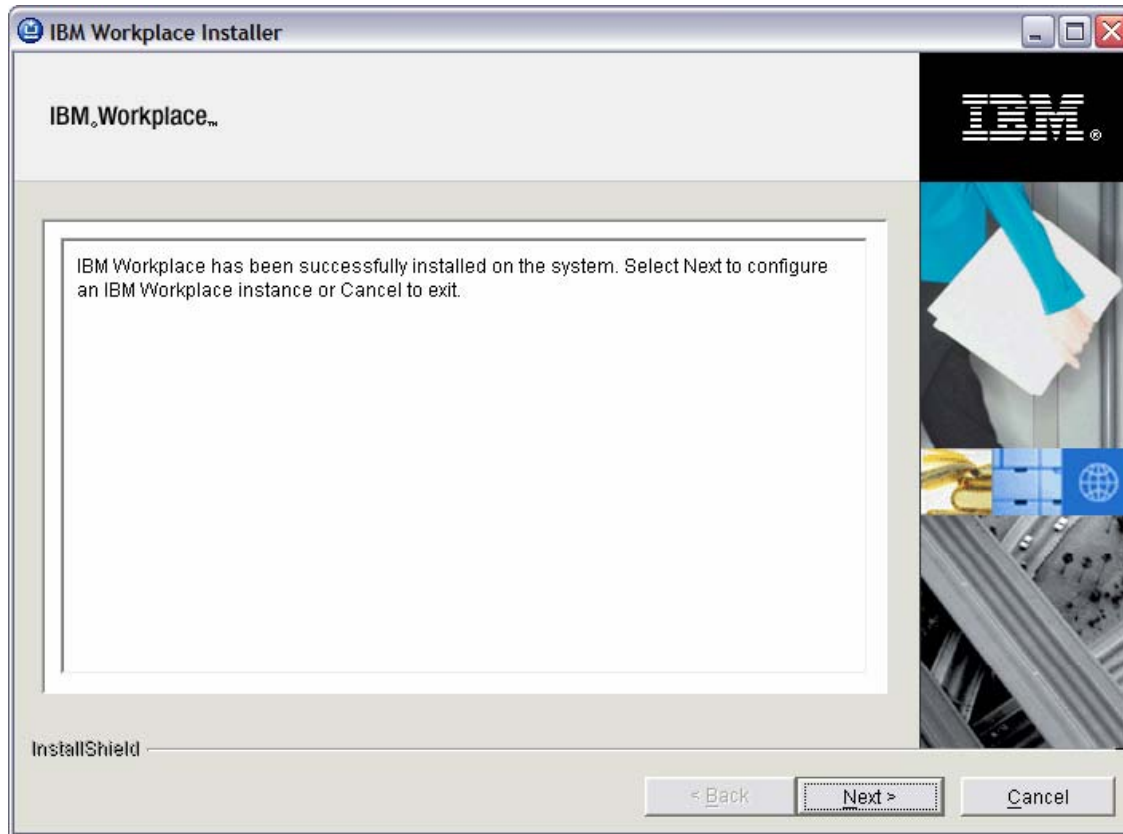 IBM Workplace Installer
IBM® Workplace™
IBM®
IBM Workplace has been successfully installed on the system. Select Next to configure
an IBM Workplace instance or Cancel to exit.
InstallShield
< Back
Next >
Cancel